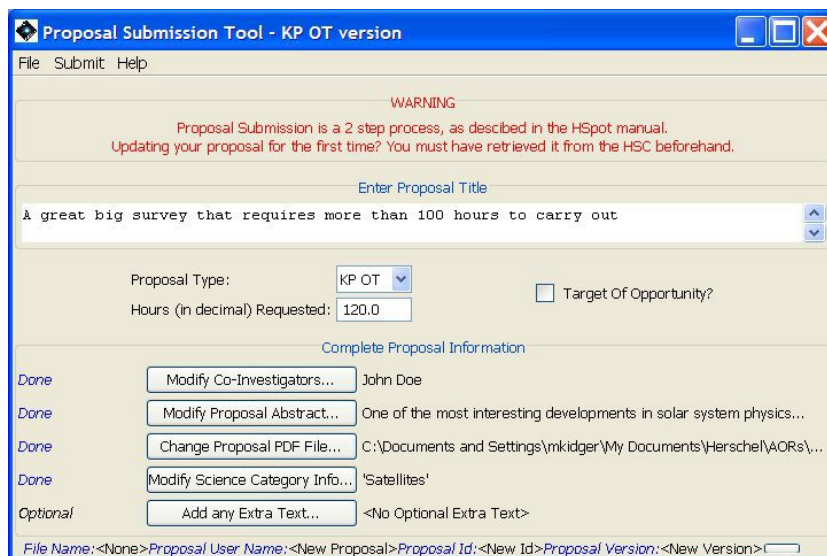 Proposal Submission Tool - KP OT version
File Submit Help
WARNING
Proposal Submission is a 2 step process, as descibed in the HSpot manual.
Updating your proposal for the first time? You must have retrieved it from the HSC beforehand.
Enter Proposal Title
A great big survey that requires more than 100 hours to carry out
Proposal Type: KP OT
Target Of Opportunity?
Hours (in decimal) Requested: 120.0
Complete Proposal Information
Done Modify Co-Investigators... John Doe
Done Modify Proposal Abstract... One of the most interesting developments in solar system physics...
Done Change Proposal PDF File... C:\Documents and Settings\mkidger\My Documents\Herschel\AORs\...
Done Modify Science Category Info... 'Satellites'
Optional Add any Extra Text... <No Optional Extra Text>
File Name:<None>Proposal User Name:<New Proposal>Proposal Id:<New Id>Proposal Version:<New Version>